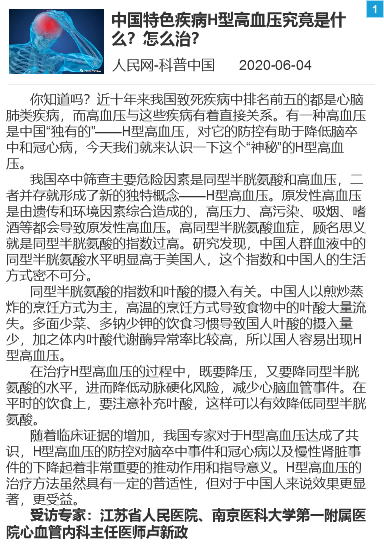 1
中国特色疾病H型高血压究竟是什
么？怎么治？
人民网-科普中国 2020-06-04
你知道吗？近十年来我国致死疾病中排名前五的都是心脑
肺类疾病，而高血压与这些疾病有着直接关系。有一种高血压
是中国“独有的”——H型高血压，对它的防控有助于降低脑卒
中和冠心病，今天我们就来认识一下这个“神秘”的H型高血
压。
我国卒中筛查主要危险因素是同型半胱氨酸和高血压，二
者并存就形成了新的独特概念——H型高血压。原发性高血压
是由遗传和环境因素综合造成的，高压力、高污染、吸烟、嗜
酒等都会导致原发性高血压。高同型半胱氨酸血症，顾名思义
就是同型半胱氨酸的指数过高。研究发现，中国人群血液中的
同型半胱氨酸水平明显高于美国人，这个指数和中国人的生活
方式密不可分。
同型半胱氨酸的指数和叶酸的摄入有关。中国人以煎炒蒸
炸的烹饪方式为主，高温的烹饪方式导致食物中的叶酸大量流
失。多面少菜、多钠少钾的饮食习惯导致国人叶酸的摄入量
少，加之体内叶酸代谢酶异常率比较高，所以国人容易出现H
型高血压。
在治疗H型高血压的过程中，既要降压，又要降同型半胱
氨酸的水平，进而降低动脉硬化风险，减少心脑血管事件。在
平时的饮食上，要注意补充叶酸，这样可以有效降低同型半胱
氨酸。
随着临床证据的增加，我国专家对于H型高血压达成了共
识，H型高血压的防控对脑卒中事件和冠心病以及慢性肾脏事
件的下降起着非常重要的推动作用和指导意义。H型高血压的
治疗方法虽然具有一定的普适性，但对于中国人来说效果更显
著，更受益。
受访专家：江苏省人民医院、南京医科大学第一附属医
院心血管内科主任医师卢新政